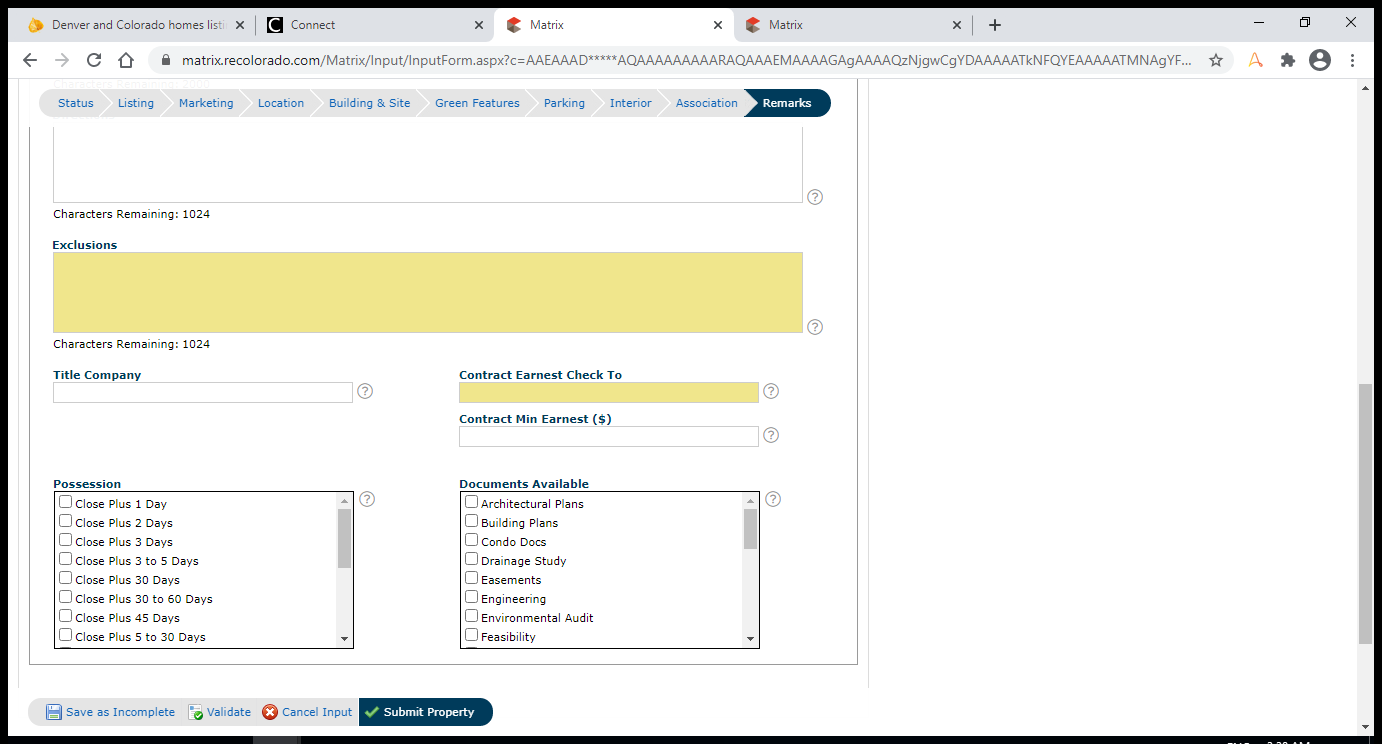 Denver and Colorado homes listi
Connect
Matrix
Matrix
matrix.recolorado.com/Matrix/Input/InputForm.aspx?c=AAEAAAD*****AQAAAAAAAAARAQAAAEMAAAAGAgAAAAQzNjgwCgYDAAAAATkNFQYEAAAAATMNAgYF...
Status
Listing
Marketing
Location
Building & Site
Green Features
Parking
Interior
Association
Remarks
Characters Remaining: 1024
Exclusions
Characters Remaining: 1024
Title Company
Contract Earnest Check To
Contract Min Earnest ($)
Possession
Close Plus 1 Day
Close Plus 2 Days
Close Plus 3 Days
Close Plus 3 to 5 Days
Close Plus 30 Days
Close Plus 30 to 60 Days
Close Plus 45 Days
Close Plus 5 to 30 Days
Documents Available
Architectural Plans
Building Plans
Condo Docs
Drainage Study
Easements
Engineering
Environmental Audit
Feasibility
Save as Incomplete
Validate
Cancel Input
Submit Property